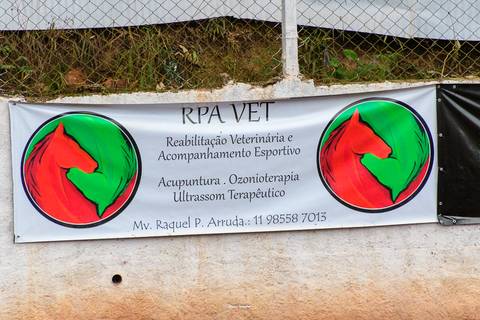 RPA VET
Reabilitação Veterinária e
Acompanhamento Esportivo
Acupuntura . Ozonioterapia
Ultrassom Terapêutico
Mv. Raquel P. Arruda.: 11 98558 7013